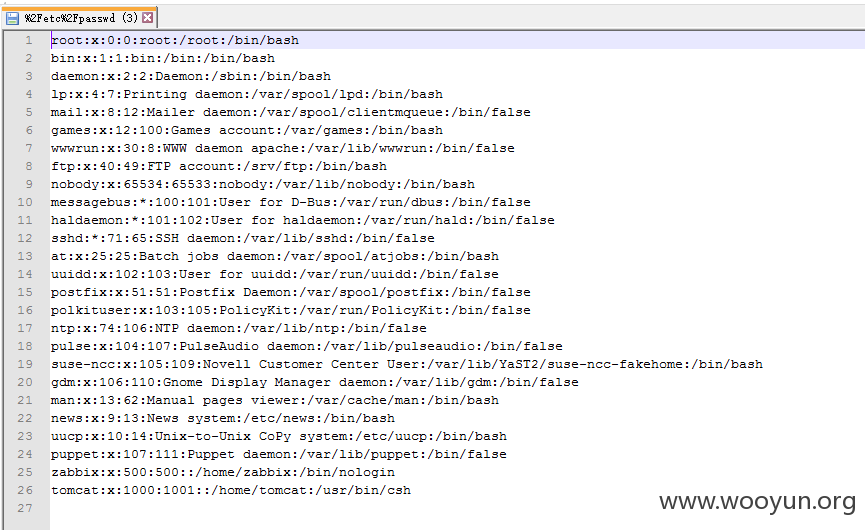 %2Fetc%2Fpasswd (3)
1 root:x:0:0:root:/root:/bin/bash
2 bin:x:1:1:bin:/bin:/bin/bash
3 daemon:x:2:2:Daemon:/sbin:/bin/bash
4 lp:x:4:7:Printing daemon:/var/spool/lpd:/bin/bash
5 mail:x:8:12:Mailer daemon:/var/spool/clientmqueue:/bin/false
6 games:x:12:100:Games account:/var/games:/bin/bash
7 wwwrun:x:30:8:WWW daemon apache:/var/lib/wwwrun:/bin/false
8 ftp:x:40:49:FTP account:/srv/ftp:/bin/bash
9 nobody:x:65534:65533:nobody:/var/lib/nobody:/bin/bash
10 messagebus:*:100:101:User for D-Bus:/var/run/dbus:/bin/false
11 haldaemon:*:101:102:User for haldaemon:/var/run/hald:/bin/false
12 sshd:*:71:65:SSH daemon:/var/lib/sshd:/bin/false
13 at:x:25:25:Batch jobs daemon:/var/spool/atjobs:/bin/bash
14 uuidd:x:102:103:User for uuidd:/var/run/uuidd:/bin/false
15 postfix:x:51:51:Postfix Daemon:/var/spool/postfix:/bin/false
16 polkituser:x:103:105:PolicyKit:/var/run/PolicyKit:/bin/false
17 ntp:x:74:106:NTP daemon:/var/lib/ntp:/bin/false
18 pulse:x:104:107:PulseAudio daemon:/var/lib/pulseaudio:/bin/false
19 suse-ncc:x:105:109:Novell Customer Center User:/var/lib/YaST2/suse-ncc-fakehome:/bin/bash
20 gdm:x:106:110:Gnome Display Manager daemon:/var/lib/gdm:/bin/false
21 man:x:13:62:Manual pages viewer:/var/cache/man:/bin/bash
22 news:x:9:13:News system:/etc/news:/bin/bash
23 uucp:x:10:14:Unix-to-Unix CoPy system:/etc/uucp:/bin/bash
24 puppet:x:107:111:Puppet daemon:/var/lib/puppet:/bin/false
25 zabbix:x:500:500::/home/zabbix:/bin/nologin
26 tomcat:x:1000:1001::/home/tomcat:/usr/bin/csh
27
www.wooyun.org